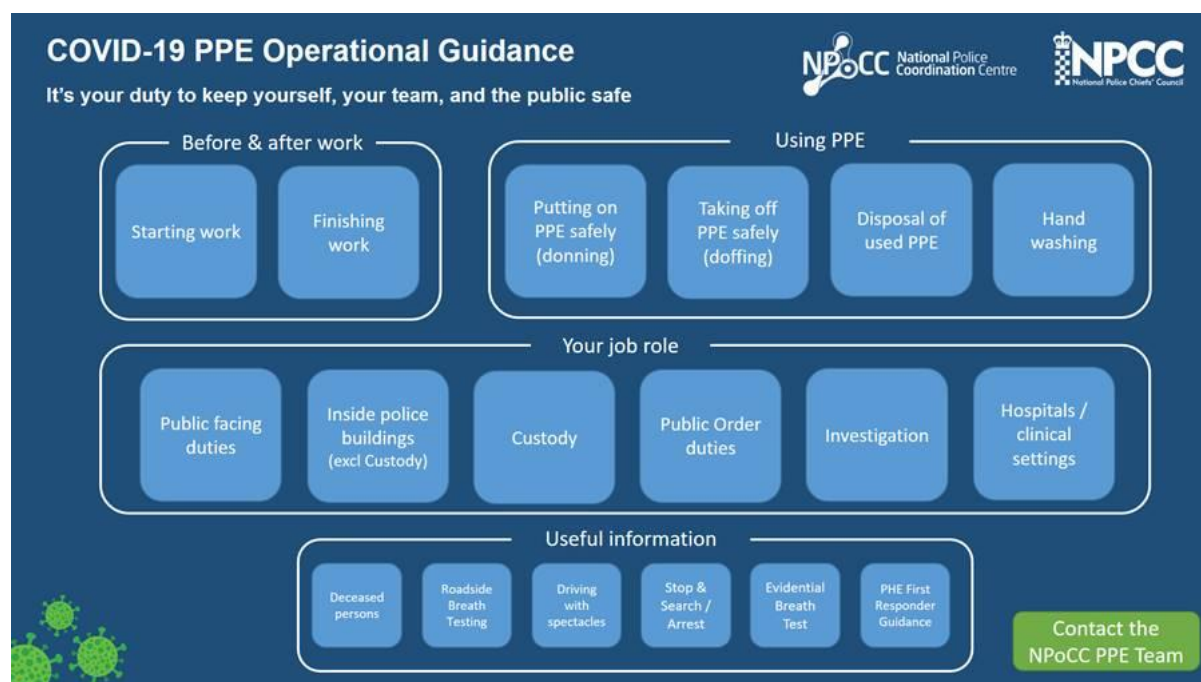 COVID-19 PPE Operational Guidance
It's your duty to keep yourself, your team, and the public safe
NPoCC National Police
Coordination Centre
NPCC
National Police Chiefs' Council
Before & after work
Starting work
Finishing
work
Using PPE
Putting on
PPE safely
(donning)
Taking off
PPE safely
(doffing)
Disposal of
used PPE
Hand
washing
Your job role
Public facing
duties
Inside police
buildings
(excl Custody)
Custody
Public Order
duties
Investigation
Hospitals /
clinical
settings
Useful information
Deceased
persons
Roadside
Breath
Testing
Driving
with
spectacles
Stop &
Search /
Arrest
Evidential
Breath
Test
PHE First
Responder
Guidance
Contact the
NPoCC PPE Team